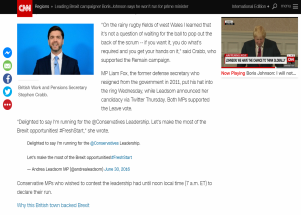 CNN Regions » Leading Brexit campaigner Boris Johnson says he won't run for prime minister
International Edition
British Work and Pensions Secretary
Stephen Crabb.
"On the rainy rugby fields of west Wales I learned that
it's not a question of waiting for the ball to pop out the
back of the scrum -- if you want it, you do what's
required and you get your hands on it," said Crabb, who
supported the Remain campaign.
MP Liam Fox, the former defense secretary who
resigned from the government in 2011, put his hat into
the ring Wednesday, while Leadsom announced her
candidacy via Twitter Thursday. Both MPs supported
the Leave vote.
Now Playing Boris Johnson: I will not...
"Delighted to say I'm running for the @Conservatives Leadership. Let's make the most of the
Brexit opportunities! #FreshStart," she wrote.
Delighted to say I'm running for the @Conservatives Leadership.
Let's make the most of the Brexit opportunities!#FreshStart
— Andrea Leadsom MP (@andrealeadsom) June 30, 2016
Conservative MPs who wished to contest the leadership had until noon local time (7 a.m. ET) to
declare their run.
Why this British town backed Brexit